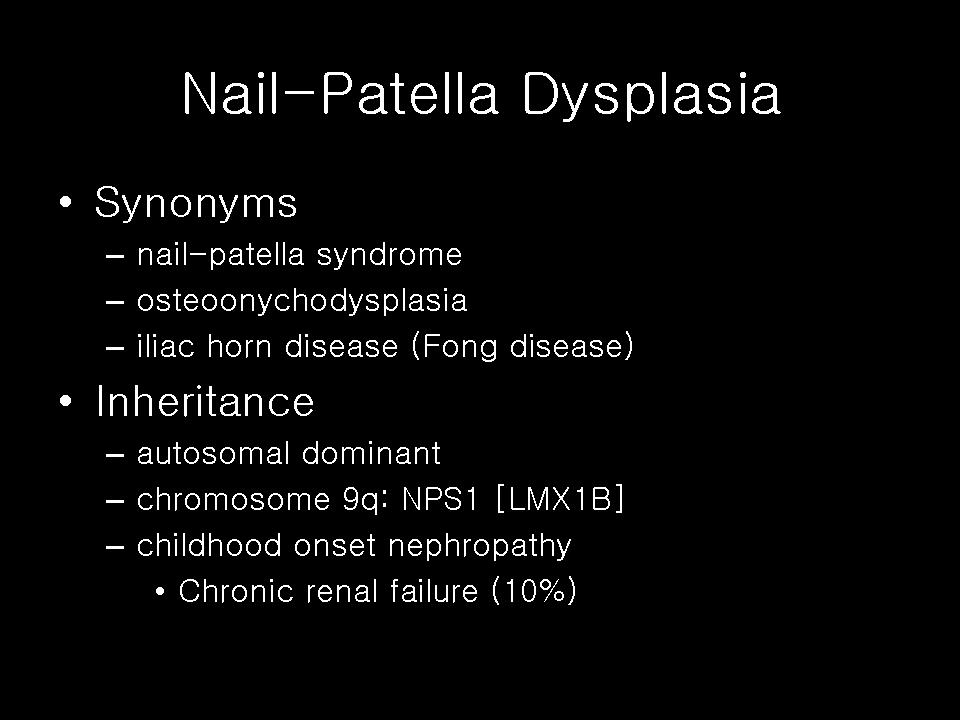 Nail-Patella Dysplasia
• Synonyms
– nail-patella syndrome
– osteoonychodysplasia
– iliac horn disease (Fong disease)
• Inheritance
– autosomal dominant
– chromosome 9q: NPS1 [LMX1B]
– childhood onset nephropathy
• Chronic renal failure (10%)